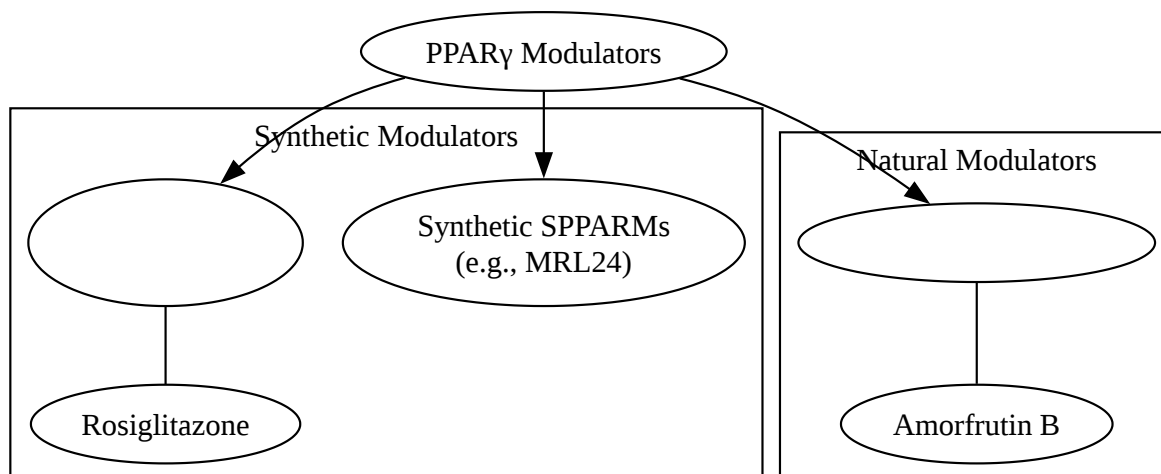 PPARγ Modulators
Synthetic Modulators
Natural Modulators
Synthetic SPPARMs
(e.g., MRL24)
Rosiglitazone
Amorfrutin B